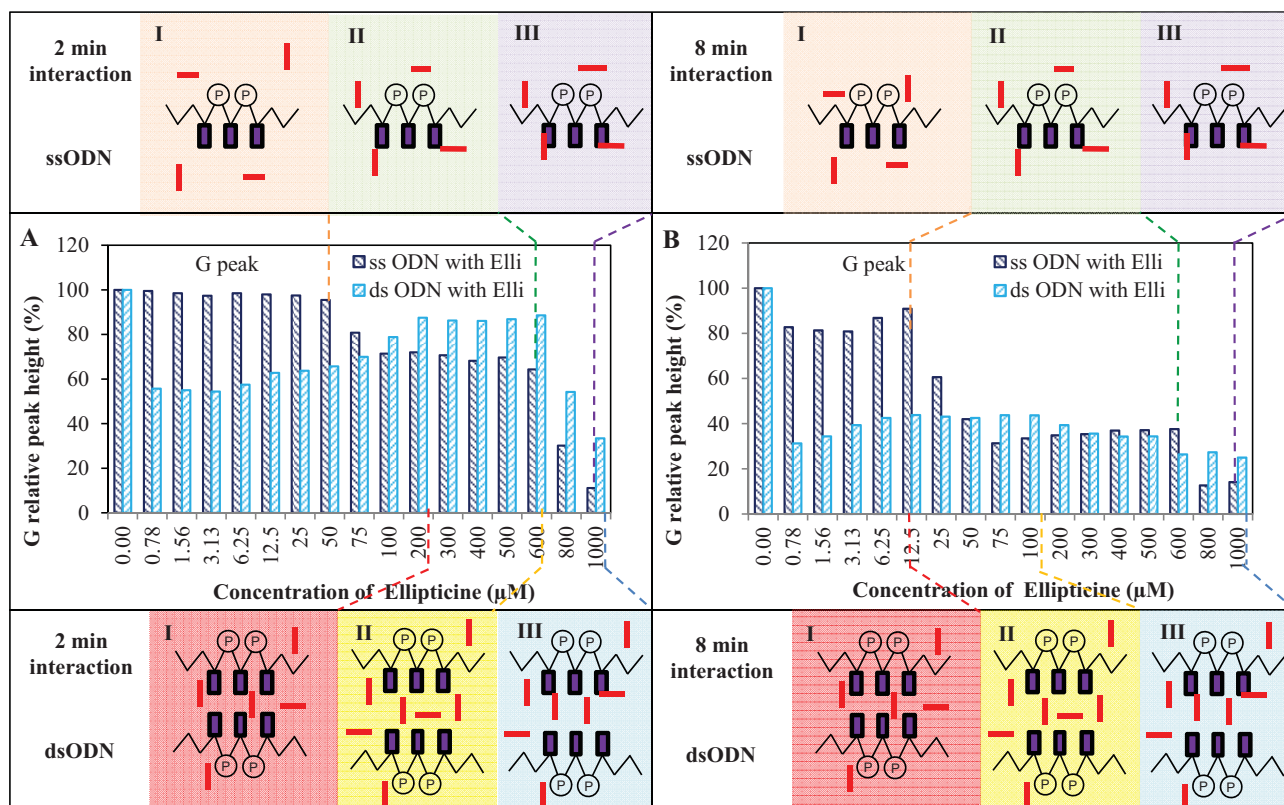 2 min
interaction
ssODN
I
II
III
P P
P P
P P
8 min
interaction
ssODN
I
II
III
P P
P P
P P
A
G peak
ss ODN with Elli
ds ODN with Elli
G relative peak height (%)
120
100
80
60
40
20
0
0.00 0.78 1.56 3.13 6.25 12.5 25 50 75 100 200 300 400 500 600 800 1000
Concentration of Ellipticine (µM)
B
G peak
ss ODN with Elli
ds ODN with Elli
G relative peak height (%)
120
100
80
60
40
20
0
0.00 0.78 1.56 3.13 6.25 12.5 25 50 75 100 200 300 400 500 600 800 1000
Concentration of Ellipticine (µM)
2 min
interaction
dsODN
I
II
III
P P
P P
P P
P P
P P
P P
8 min
interaction
dsODN
I
II
III
P P
P P
P P
P P
P P
P P